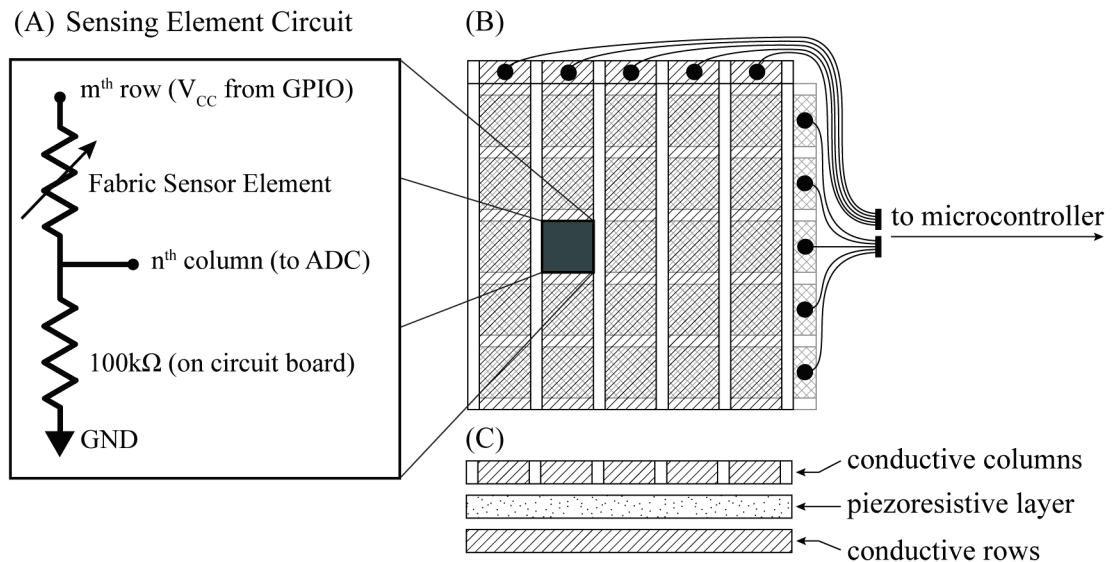 (A) Sensing Element Circuit
mth row (VCC from GPIO)
Fabric Sensor Element
nth column (to ADC)
100kΩ (on circuit board)
GND
(B)
to microcontroller
(C)
conductive columns
piezoresistive layer
conductive rows